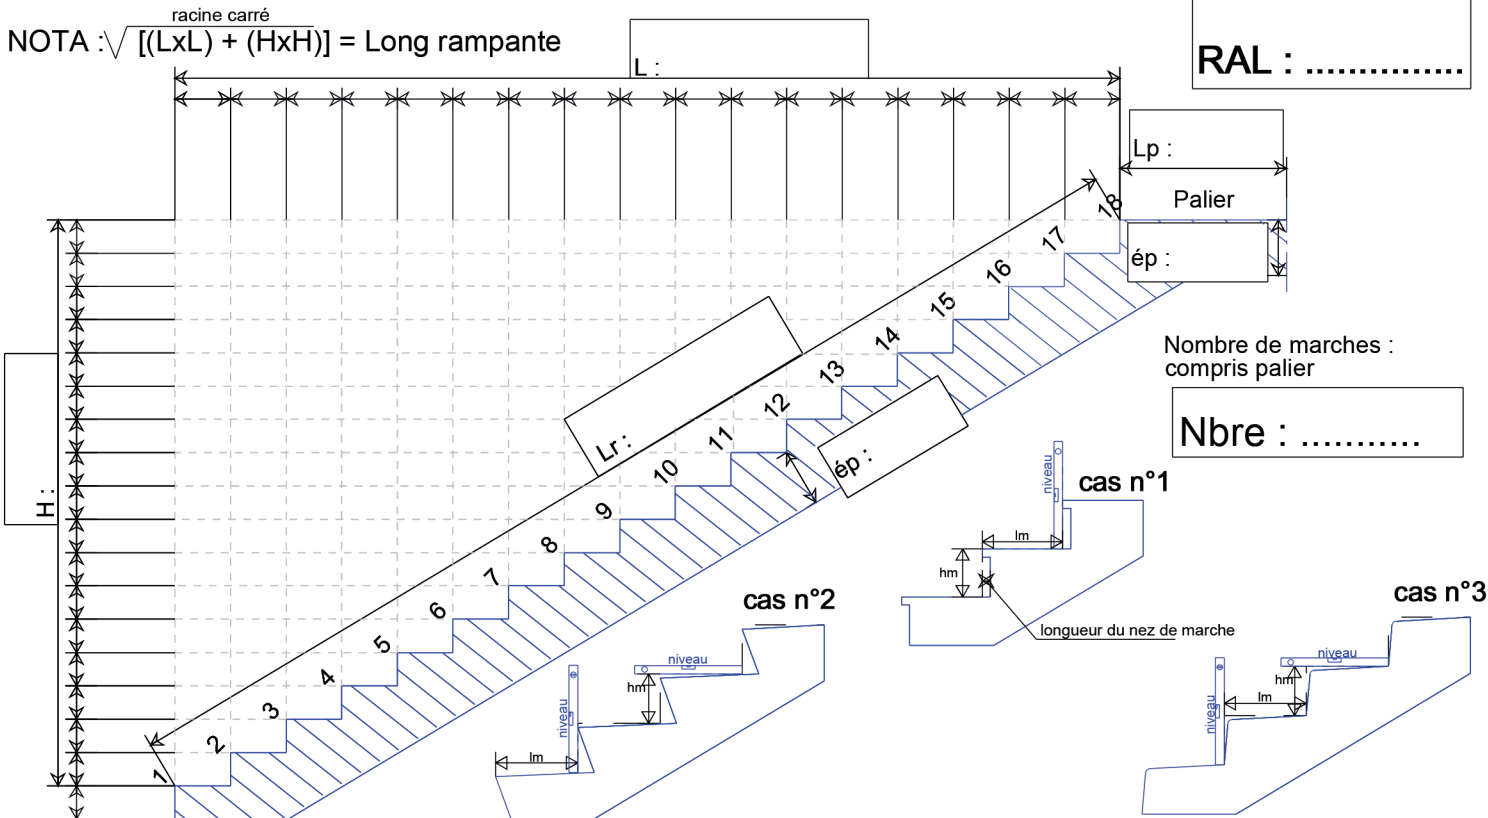 racine carré
NOTA :√ [(LxL) + (HxH)] = Long rampante
L :
RAL : ...............
Lp :
Palier
ép :
18
17
16
15
14
13
12
11
10
9
8
7
6
5
4
3
2
1
H :
Lr :
ép :
Nombre de marches :
compris palier
Nbre : ...........
cas n°1
niveau
lm
hm
longueur du nez de marche
cas n°2
niveau
hm
niveau
lm
cas n°3
niveau
hm
lm
niveau